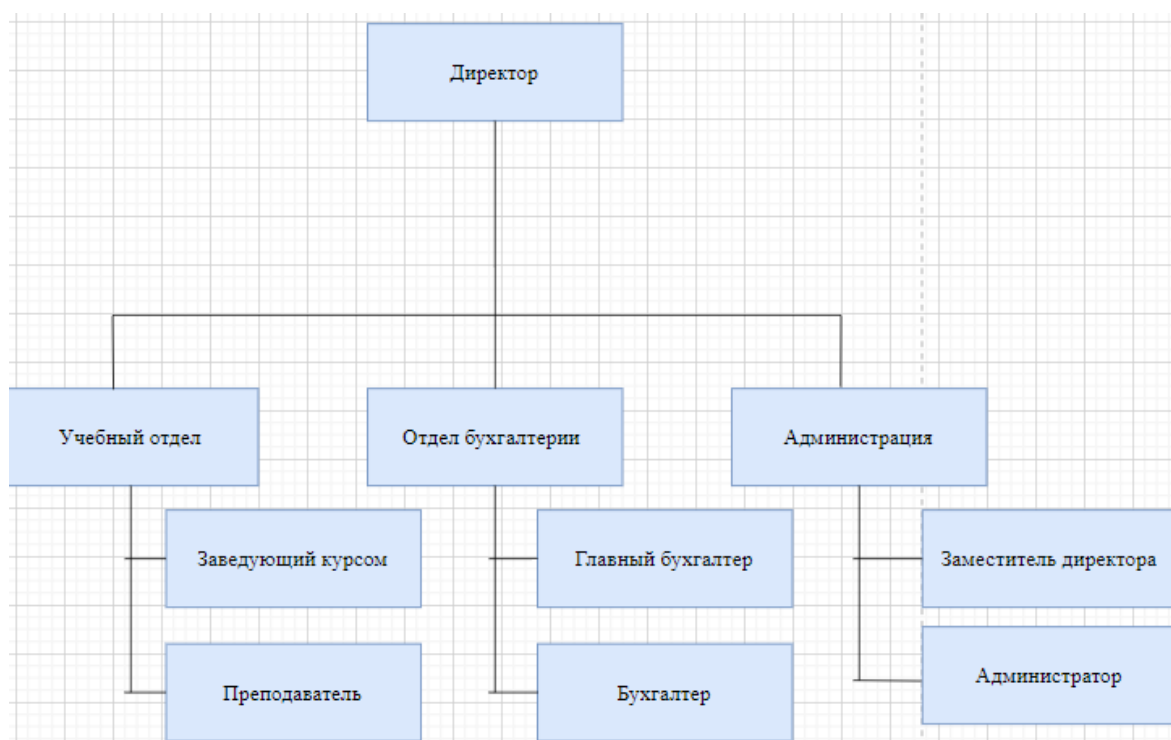 Директор
Учебный отдел
Отдел бухгалтерии
Администрация
Заведующий курсом
Главный бухгалтер
Заместитель директора
Преподаватель
Бухгалтер
Администратор